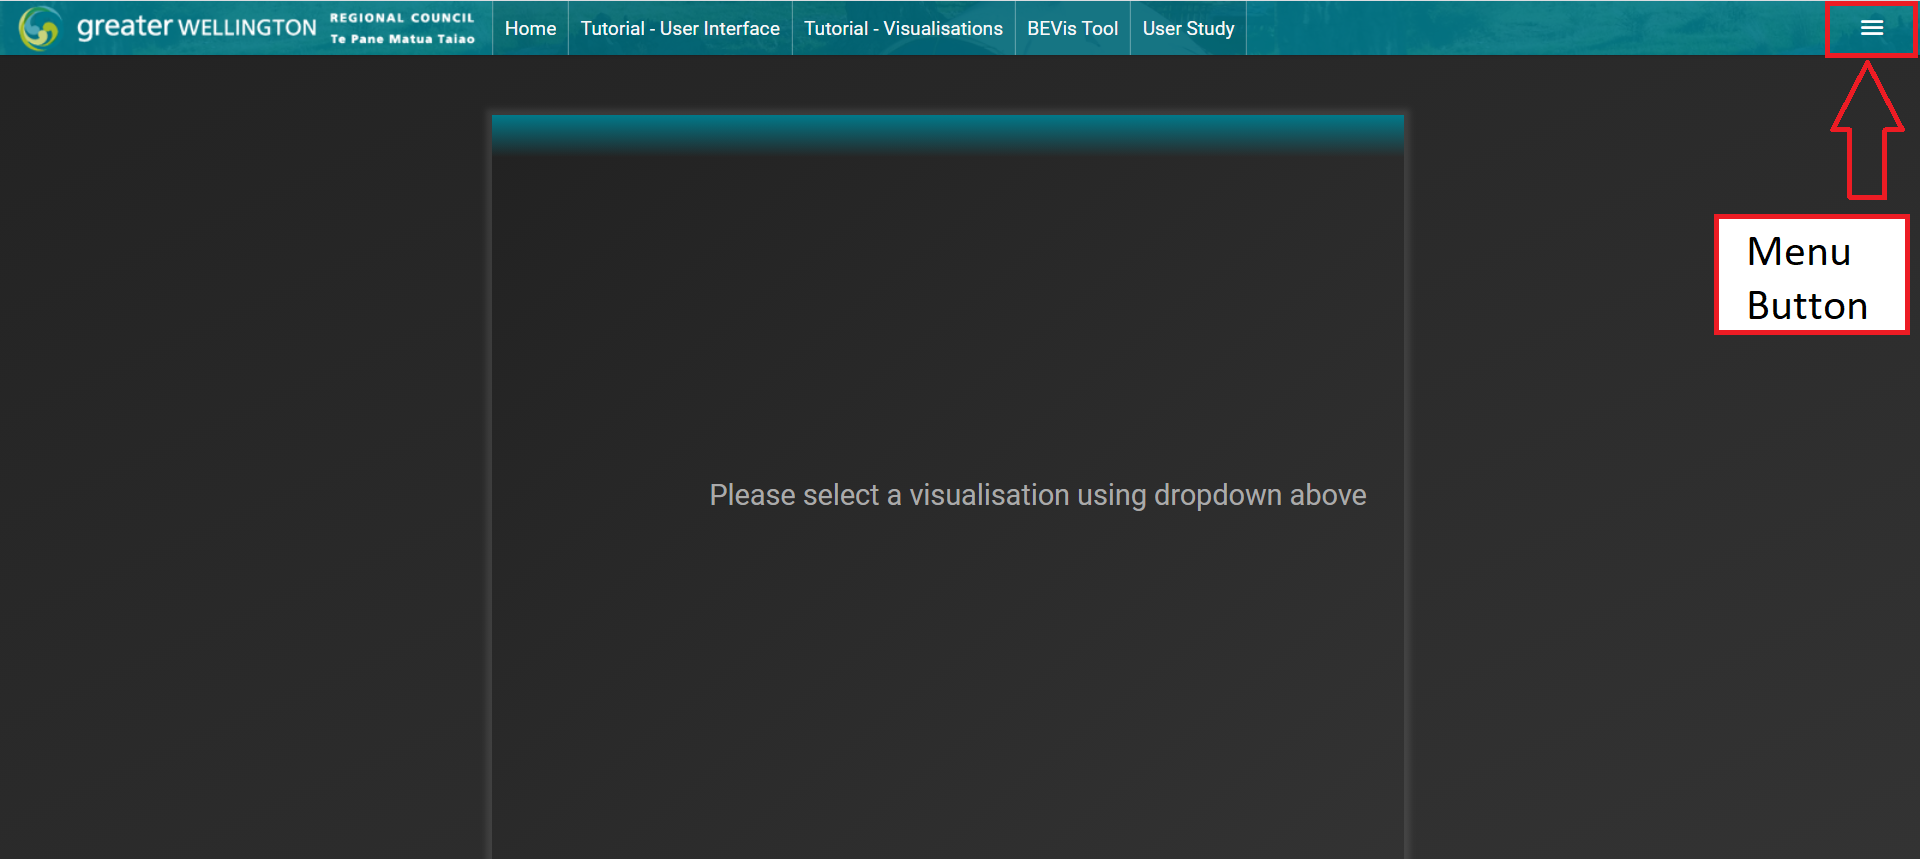 greater WELLINGTON
REGIONAL COUNCIL
Te Pane Matua Taiao
Home
Tutorial - User Interface
Tutorial - Visualisations
BEVis Tool
User Study
Menu
Button
Please select a visualisation using dropdown above